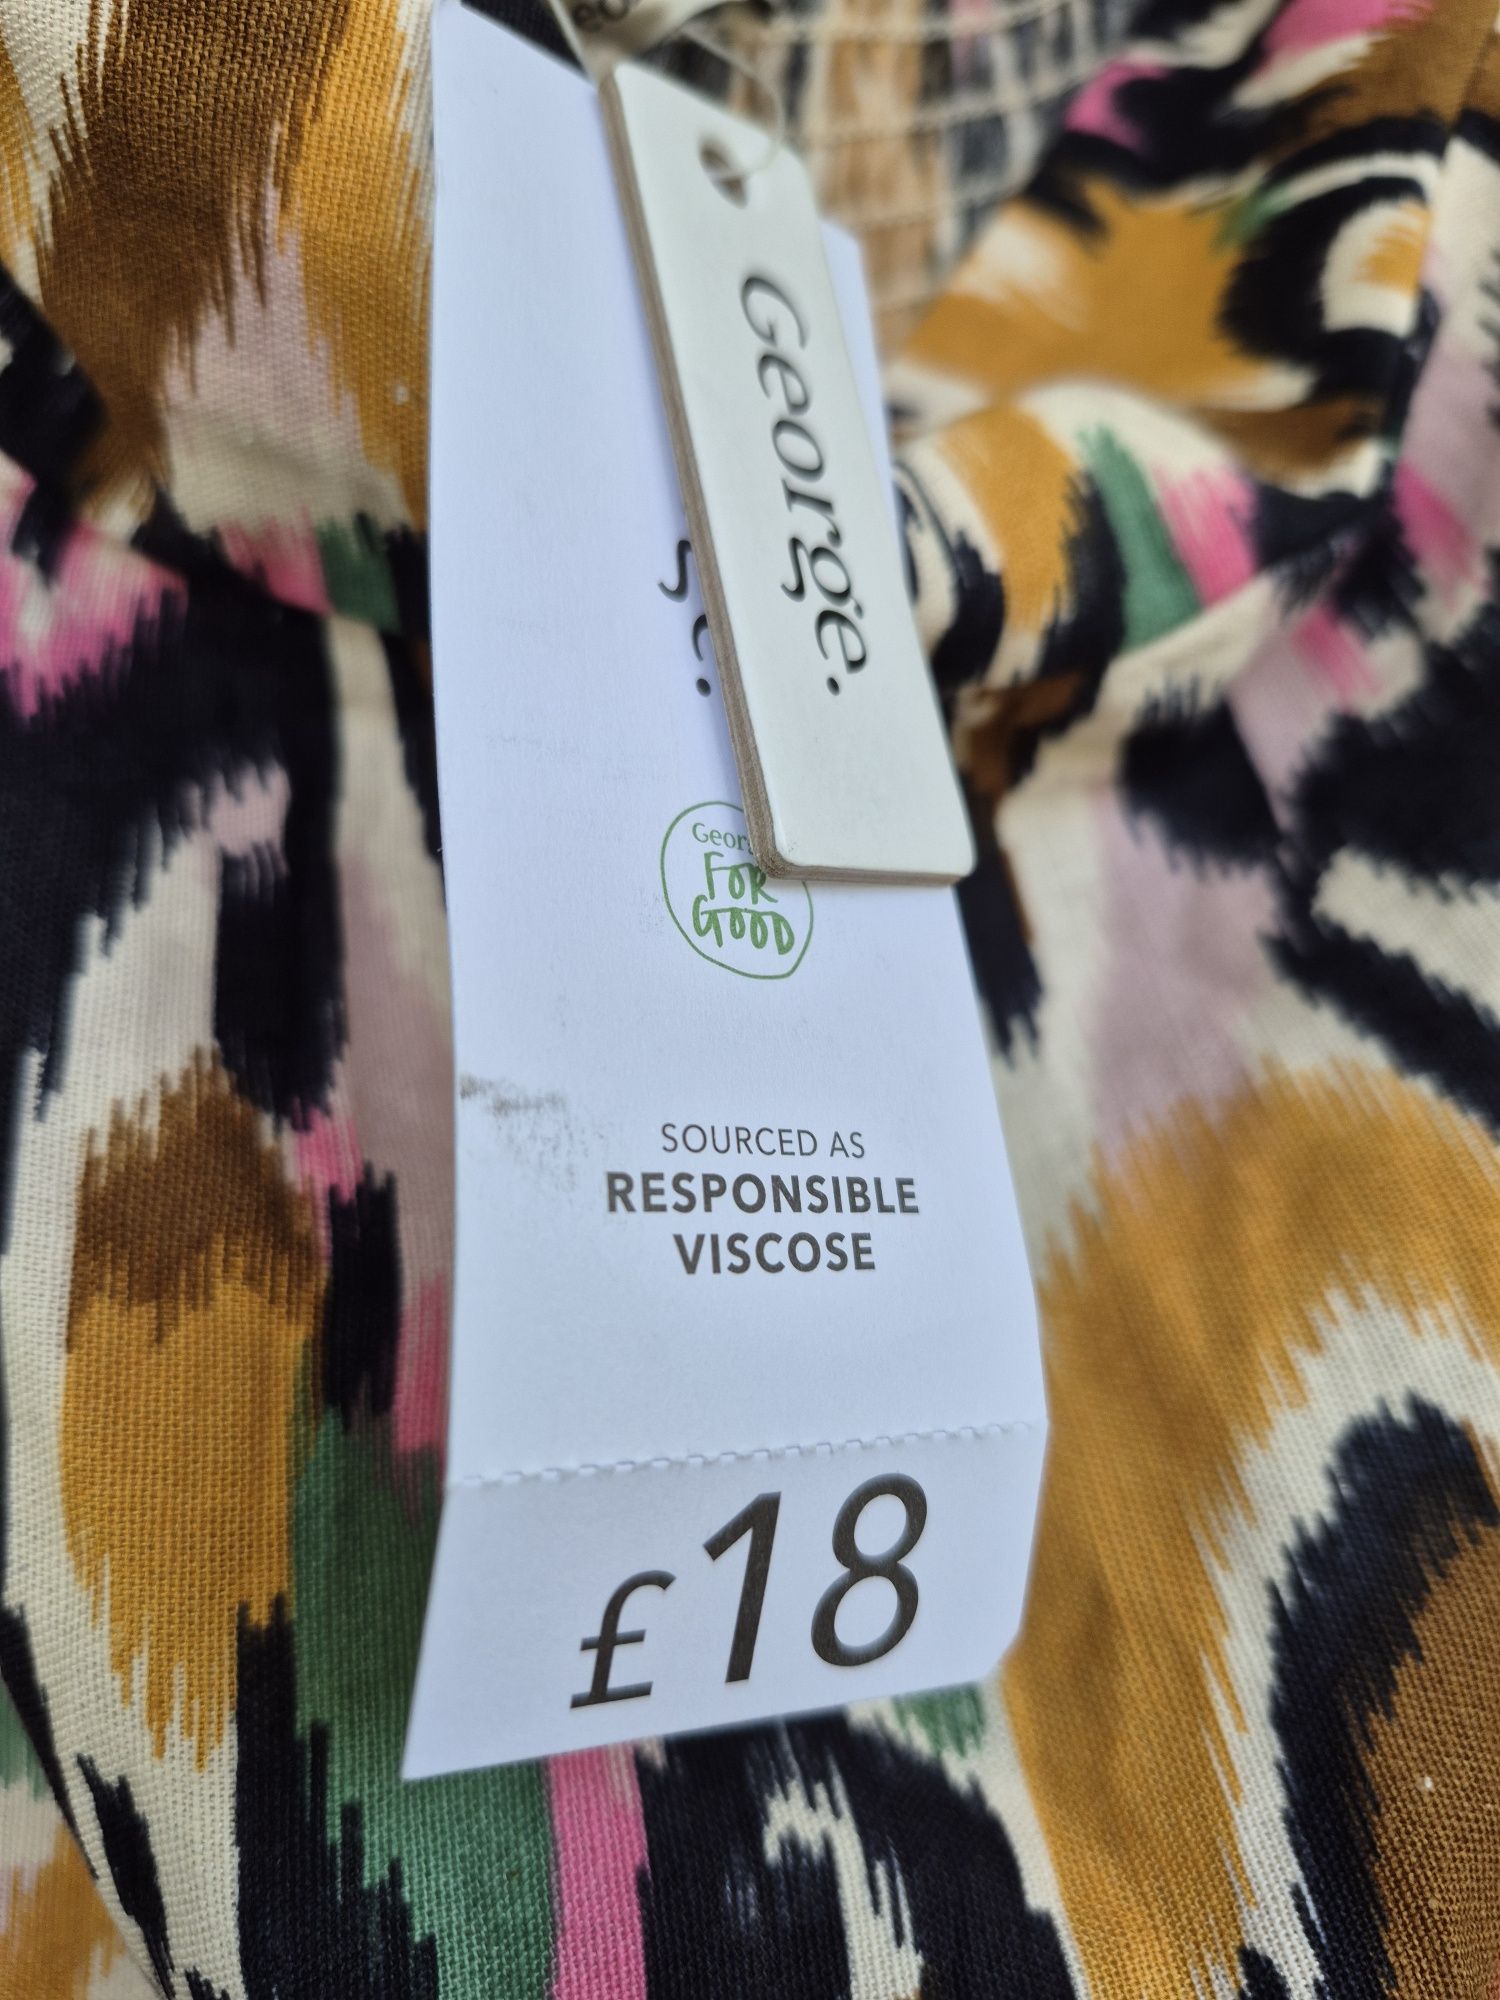 George.
FOR
GOOD
SOURCED AS
RESPONSIBLE
VISCOSE
£18